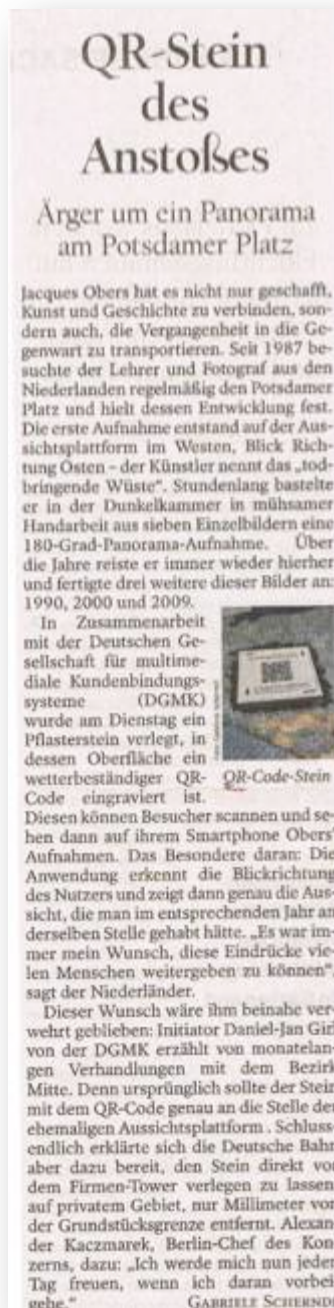 QR-Stein
des
Anstoßes
Ärger um ein Panorama
am Potsdamer Platz
Jacques Obers hat es nicht nur geschafft,
Kunst und Geschichte zu verbinden, son-
dern auch, die Vergangenheit in die Ge-
genwart zu transportieren. Seit 1987 be-
suchte der Lehrer und Fotograf aus den
Niederlanden regelmäßig den Potsdamer
Platz und hielt dessen Entwicklung fest.
Die erste Aufnahme entstand auf der Aus-
sichtsplattform im Westen, Blick Rich-
tung Osten – der Künstler nennt das „tod-
bringende Wüste“. Stundenlang bastelte
er in der Dunkelkammer in mühsamer
Handarbeit aus sieben Einzelbildern eine
180-Grad-Panorama-Aufnahme. Über
die Jahre reiste er immer wieder hierher
und fertigte drei weitere dieser Bilder an:
1990, 2000 und 2009.
In Zusammenarbeit
mit der Deutschen Ge-
sellschaft für multime-
diale Kundenbindungs-
systeme (DGMK)
wurde am Dienstag ein
Pflasterstein verlegt, in
dessen Oberfläche ein
wetterbeständiger QR-
Code eingraviert ist.
QR-Code-Stein
Diesen können Besucher scannen und se-
hen dann auf ihrem Smartphone Obers'
Aufnahmen. Das Besondere daran: Die
Anwendung erkennt die Blickrichtung
des Nutzers und zeigt dann genau die Aus-
sicht, die man im entsprechenden Jahr an
derselben Stelle gehabt hätte. „Es war im-
mer mein Wunsch, diese Eindrücke vie-
len Menschen weitergeben zu können“,
sagt der Niederländer.
Dieser Wunsch wäre ihm beinahe ver-
wehrt geblieben: Initiator Daniel-Jan Girl
von der DGMK erzählt von monatelan-
gen Verhandlungen mit dem Bezirk
Mitte. Denn ursprünglich sollte der Stein
mit dem QR-Code genau an die Stelle der
ehemaligen Aussichtsplattform . Schluss-
endlich erklärte sich die Deutsche Bahn
aber dazu bereit, den Stein direkt vor
dem Firmen-Tower verlegen zu lassen
auf privatem Gebiet, nur Millimeter von
der Grundstücksgrenze entfernt. Alexan-
der Kaczmarek, Berlin-Chef des Kon-
zerns, dazu: „Ich werde mich nun jeden
Tag freuen, wenn ich daran vorbei
gehe.“ GABRIELE SCHERNDL